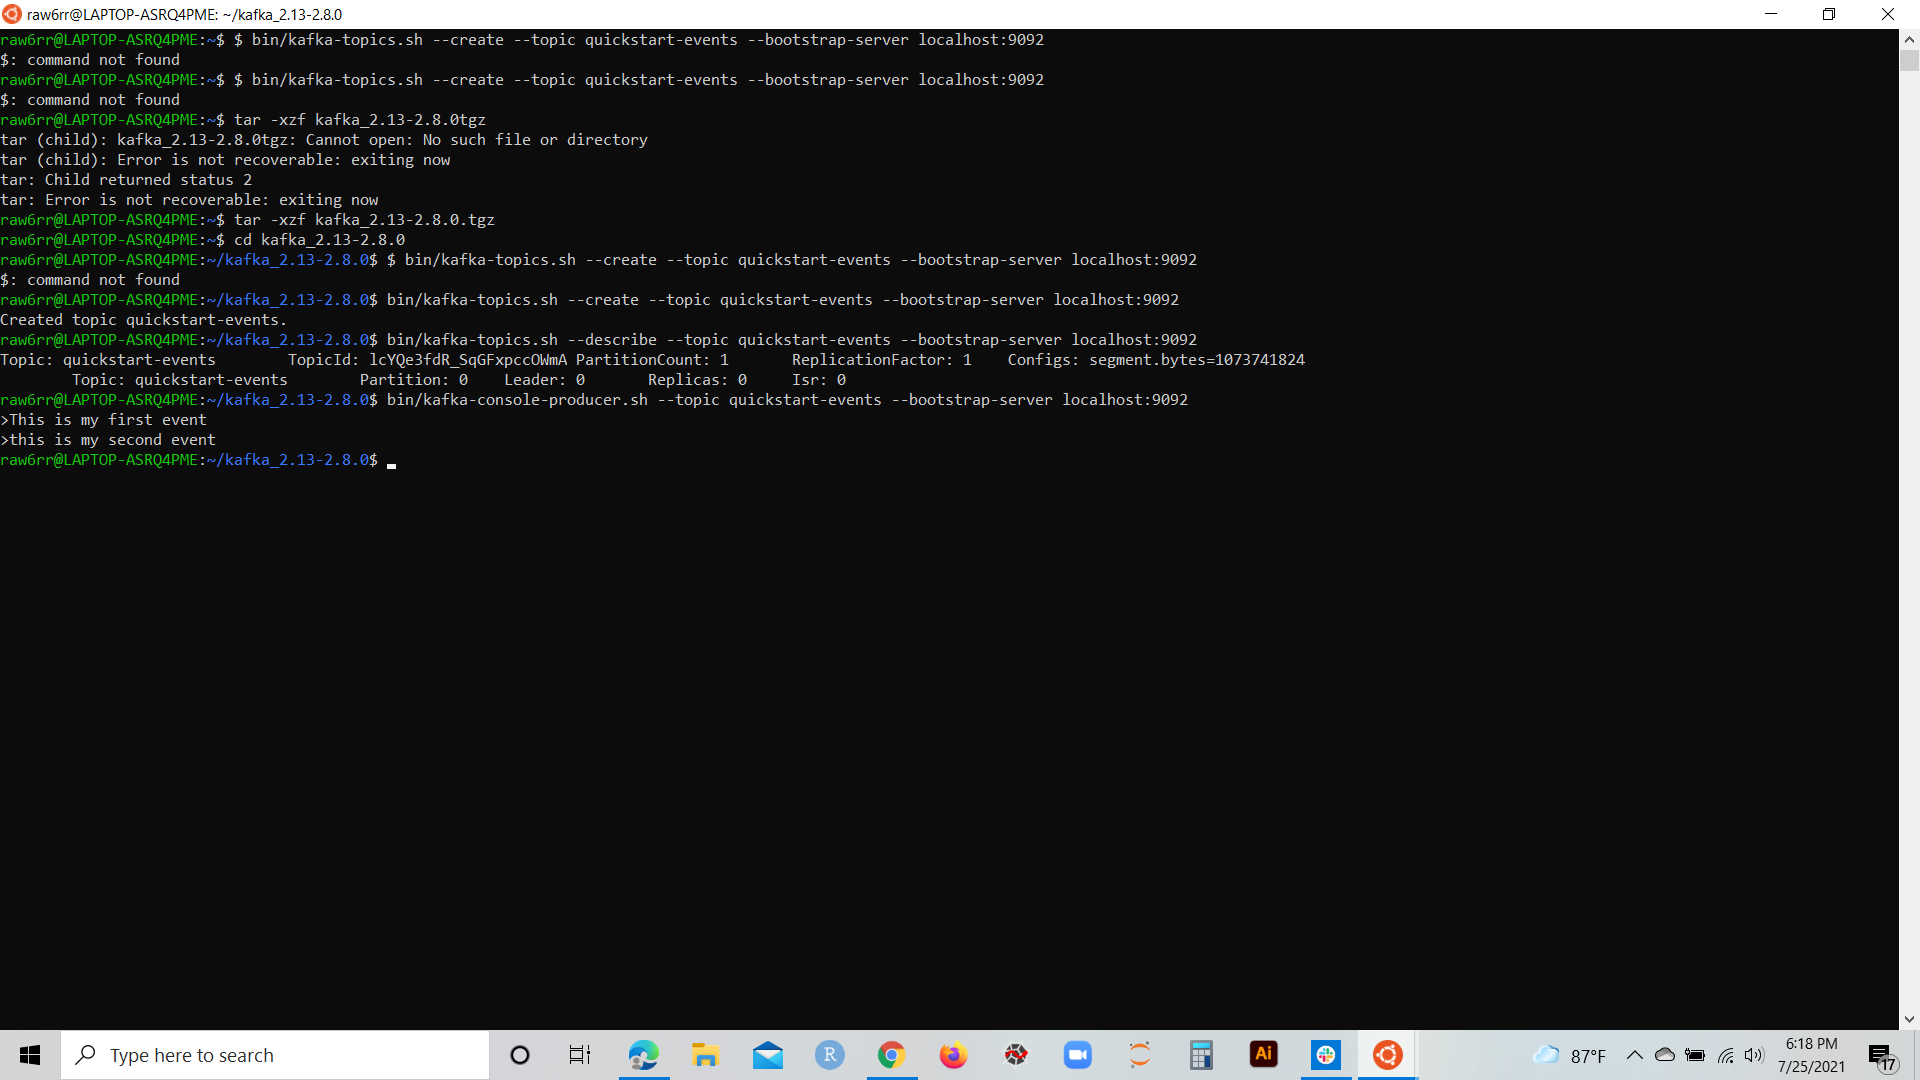 raw6rr@LAPTOP-ASRQ4PME: ~/kafka_2.13-2.8.0
raw6rr@LAPTOP-ASRQ4PME:~$ $ bin/kafka-topics.sh --create --topic quickstart-events --bootstrap-server localhost:9092
$: command not found
raw6rr@LAPTOP-ASRQ4PME:~$ $ bin/kafka-topics.sh --create --topic quickstart-events --bootstrap-server localhost:9092
$: command not found
raw6rr@LAPTOP-ASRQ4PME:~$ tar -xzf kafka_2.13-2.8.0tgz
tar (child): kafka_2.13-2.8.0tgz: Cannot open: No such file or directory
tar (child): Error is not recoverable: exiting now
tar: Child returned status 2
tar: Error is not recoverable: exiting now
raw6rr@LAPTOP-ASRQ4PME:~$ tar -xzf kafka_2.13-2.8.0.tgz
raw6rr@LAPTOP-ASRQ4PME:~$ cd kafka_2.13-2.8.0
raw6rr@LAPTOP-ASRQ4PME:~/kafka_2.13-2.8.0$ $ bin/kafka-topics.sh --create --topic quickstart-events --bootstrap-server localhost:9092
$: command not found
raw6rr@LAPTOP-ASRQ4PME:~/kafka_2.13-2.8.0$ bin/kafka-topics.sh --create --topic quickstart-events --bootstrap-server localhost:9092
Created topic quickstart-events.
raw6rr@LAPTOP-ASRQ4PME:~/kafka_2.13-2.8.0$ bin/kafka-topics.sh --describe --topic quickstart-events --bootstrap-server localhost:9092
Topic: quickstart-events        TopicId: lcYQe3fdR_SqGFxpccOWmA PartitionCount: 1       ReplicationFactor: 1    Configs: segment.bytes=1073741824
        Topic: quickstart-events        Partition: 0    Leader: 0       Replicas: 0     Isr: 0
raw6rr@LAPTOP-ASRQ4PME:~/kafka_2.13-2.8.0$ bin/kafka-console-producer.sh --topic quickstart-events --bootstrap-server localhost:9092
>This is my first event
>this is my second event
raw6rr@LAPTOP-ASRQ4PME:~/kafka_2.13-2.8.0$
Type here to search
R
Ai
87°F
6:18 PM
7/25/2021
17